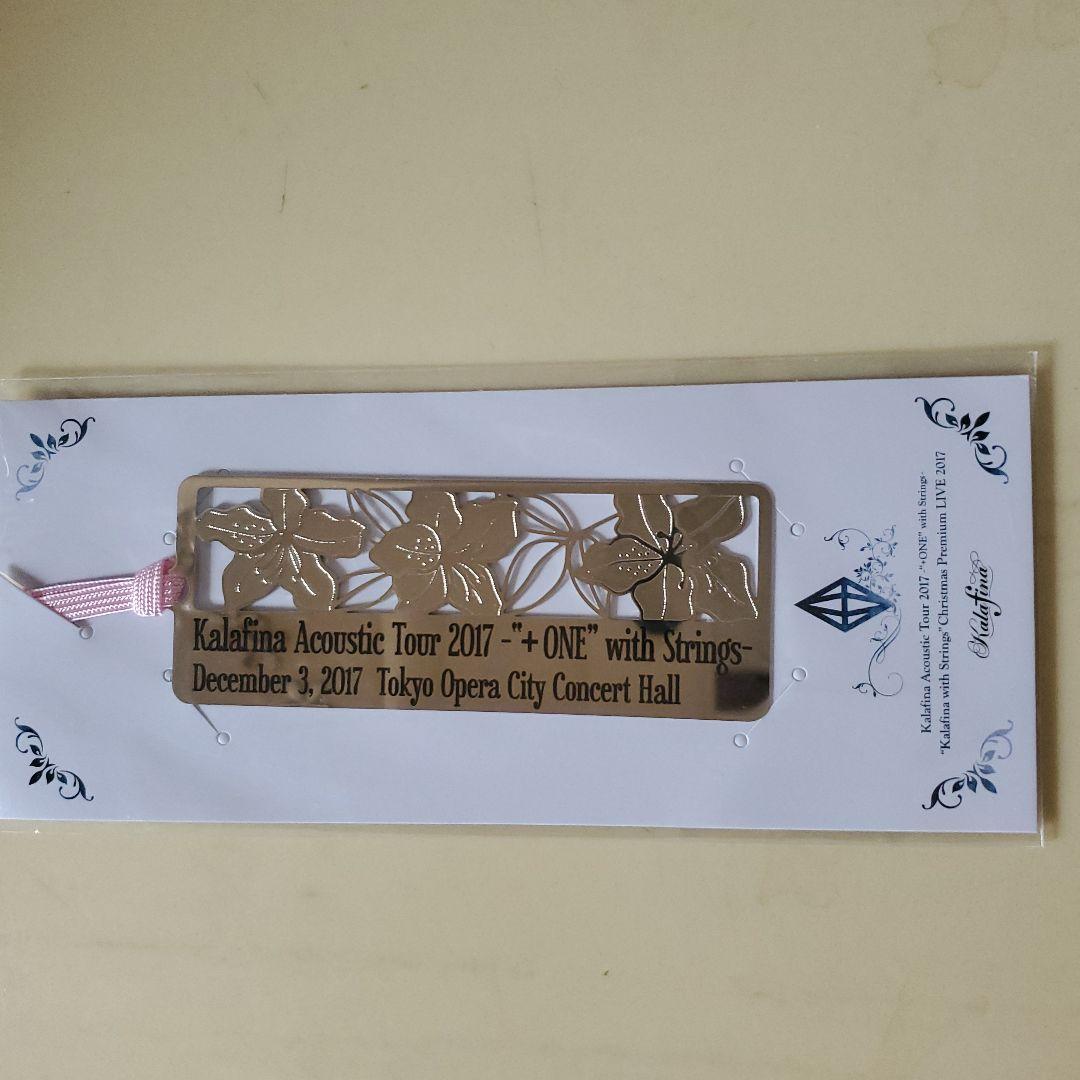 Kalafina Acoustic Tour 2017 -"+ ONE" with Strings-
December 3, 2017 Tokyo Opera City Concert Hall
Kalafina Acoustic Tour 2017 -"+ONE" with Strings-
"Kalafina with Strings" Christmas Premium LIVE 2017
Kalafina